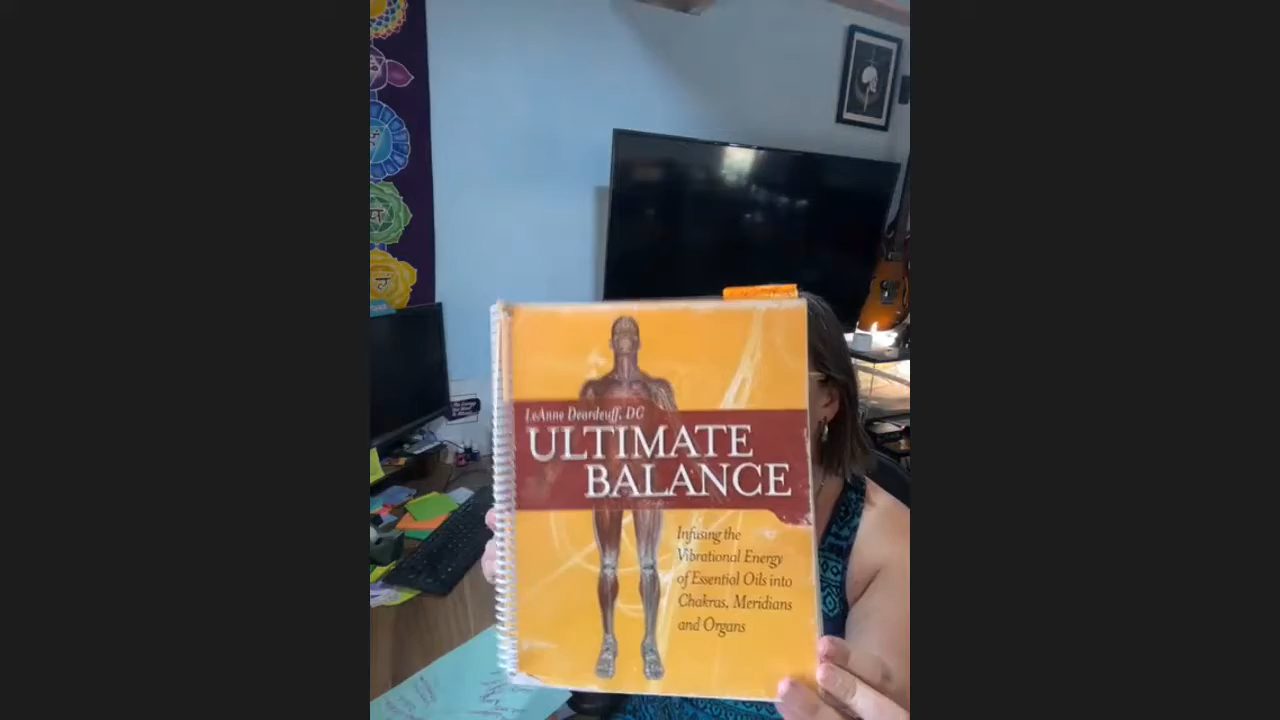 LeAnne Deardeuff, DC
ULTIMATE
BALANCE
Infusing the
Vibrational Energy
of Essential Oils into
Chakras, Meridians
and Organs